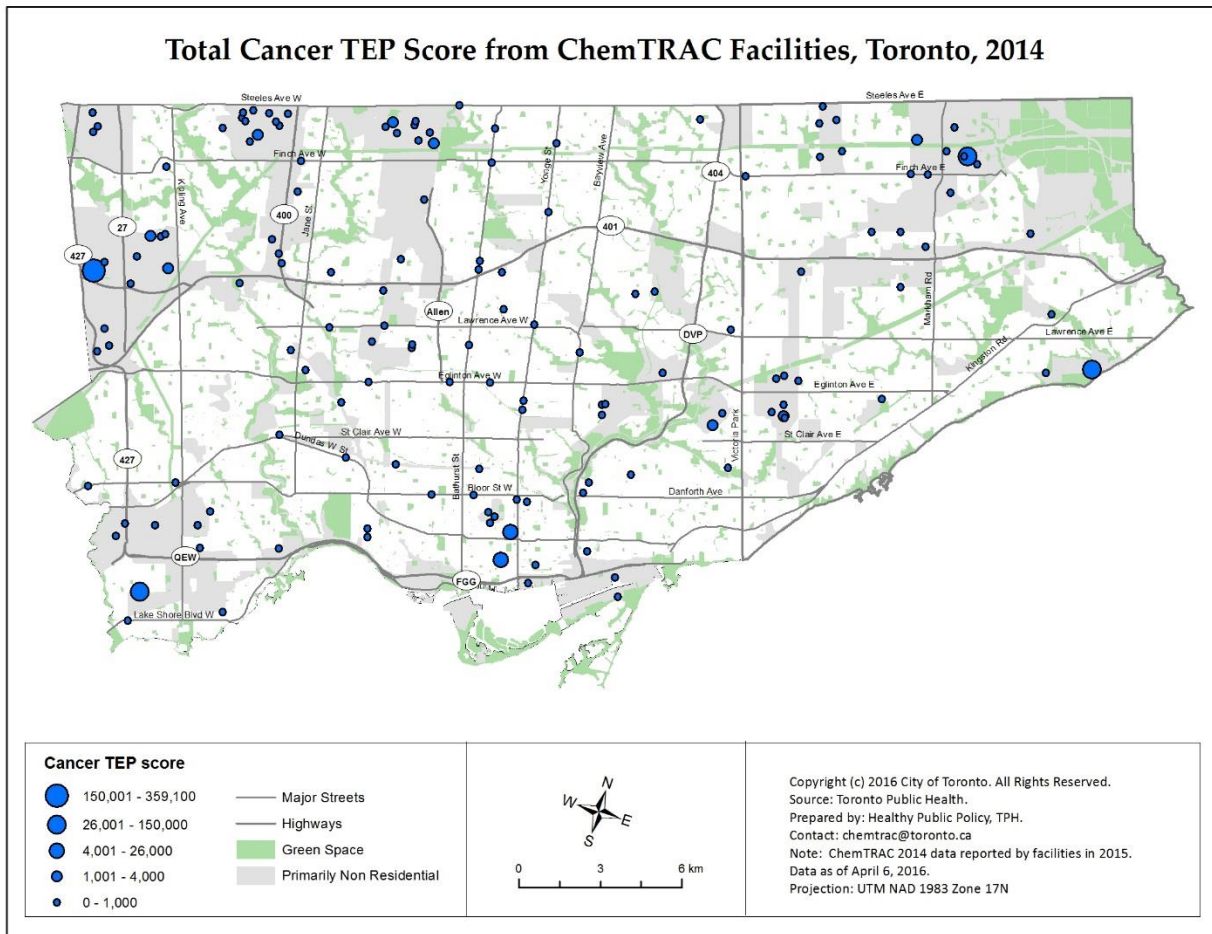 Total Cancer TEP Score from ChemTRAC Facilities, Toronto, 2014
Steeles Ave W
Steeles Ave E
Finch Ave W
Finch Ave E
Kipling Ave
Jane St
Yonge St
Bayview Ave
404
400
27
427
401
Allen
Lawrence Ave W
DVP
Markham Rd
Kingston Rd
Lawrence Ave E
Eglinton Ave W
Eglinton Ave E
Victoria Park
St Clair Ave W
St Clair Ave E
Dundas W St
427
Bathurst St
Bloor St W
Danforth Ave
QEW
FGG
Lake Shore Blvd W
Cancer TEP score
150,001 - 359,100
26,001 - 150,000
4,001 - 26,000
1,001 - 4,000
0 - 1,000
Major Streets
Highways
Green Space
Primarily Non Residential
N
W
E
S
0 3 6 km
Copyright (c) 2016 City of Toronto. All Rights Reserved.
Source: Toronto Public Health.
Prepared by: Healthy Public Policy, TPH.
Contact: chemtrac@toronto.ca
Note: ChemTRAC 2014 data reported by facilities in 2015.
Data as of April 6, 2016.
Projection: UTM NAD 1983 Zone 17N